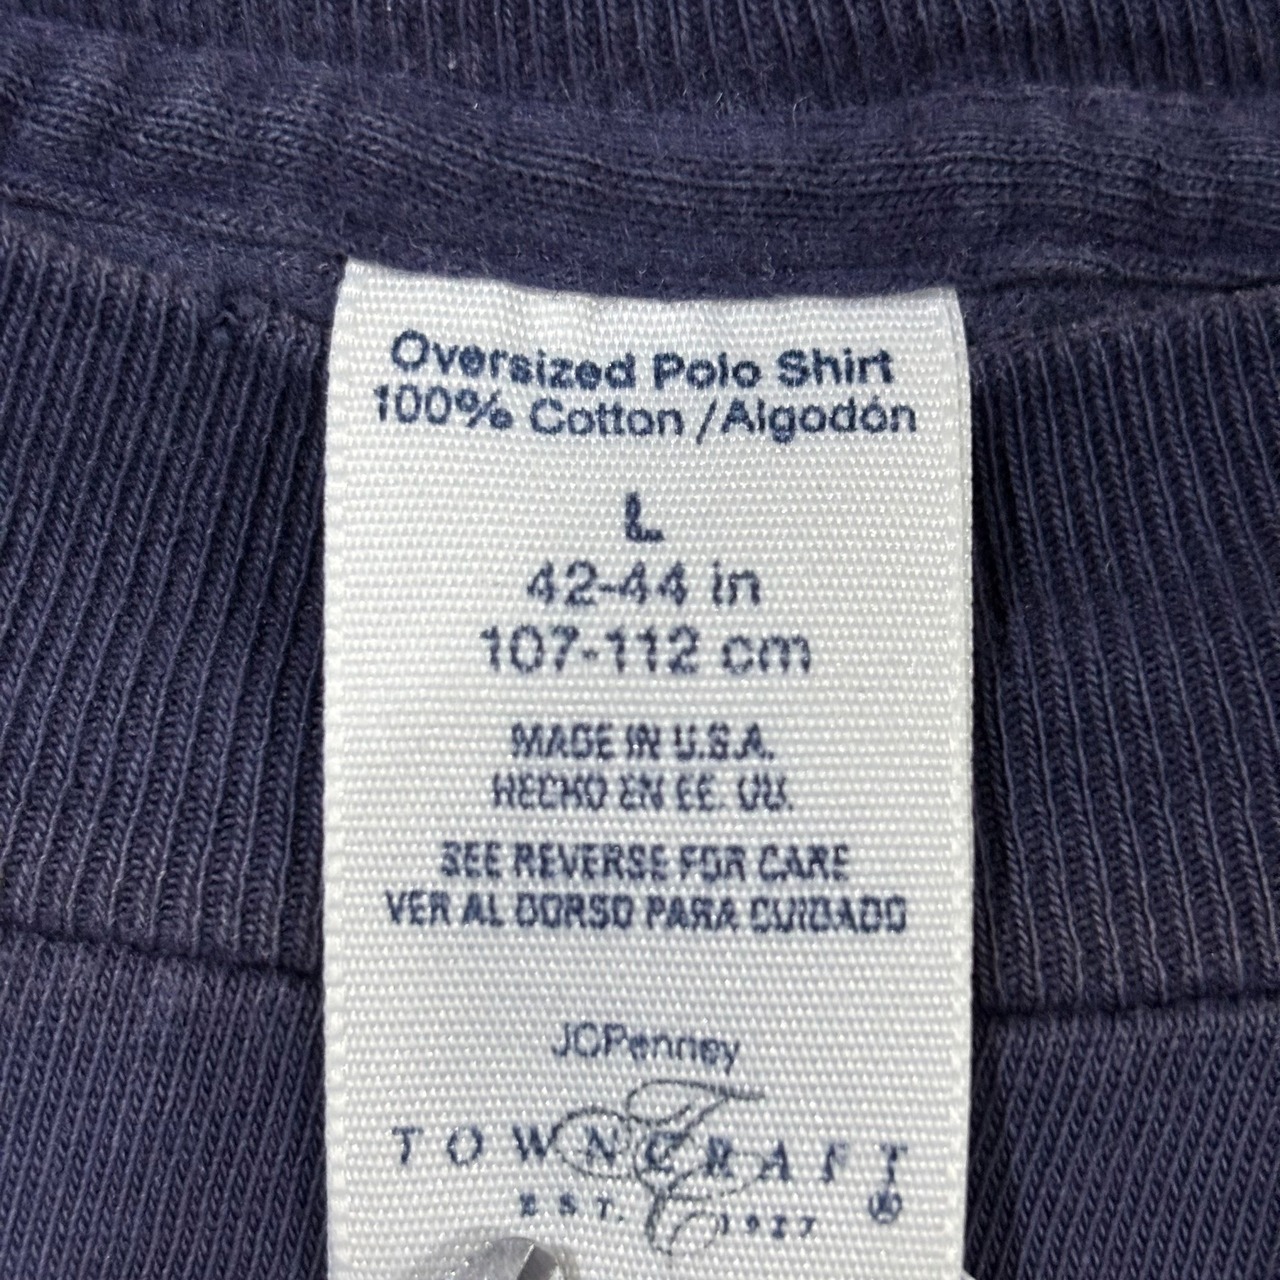 Oversized Polo Shirt
100% Cotton /Algodón
L
42-44 in
107-112 cm
MADE IN U.S.A.
HECHO EN EE. UU.
SEE REVERSE FOR CARE
VER AL DORSO PARA CUIDADO
JCPenney
TOWNCRAFT®
EST. 1927